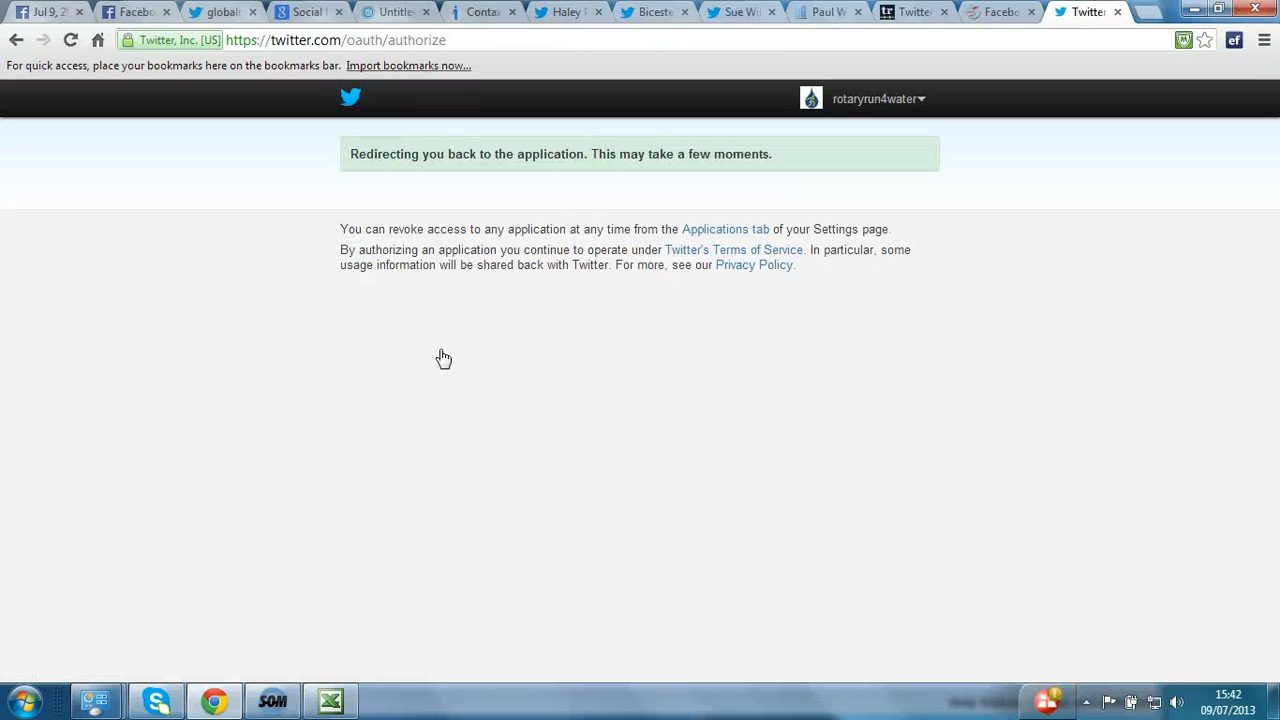 Jul 9, 2
Facebo
globalr
Social
Untitle
Conta
Haley
Bicest
Sue Wi
Paul W
Twitter
Facebo
Twitter
Twitter, Inc. [US]
https://twitter.com/oauth/authorize
ef
For quick access, place your bookmarks here on the bookmarks bar. Import bookmarks now...
rotaryrun4water
Redirecting you back to the application. This may take a few moments.
You can revoke access to any application at any time from the Applications tab of your Settings page.
By authorizing an application you continue to operate under Twitter's Terms of Service. In particular, some
usage information will be shared back with Twitter. For more, see our Privacy Policy.
SOM
15:42
09/07/2013